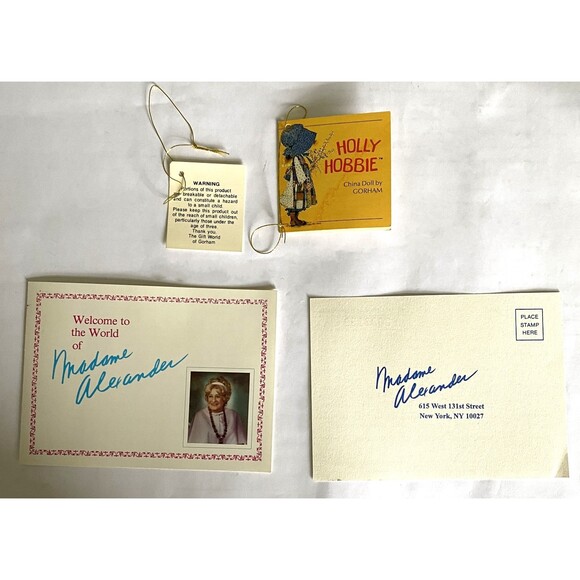 WARNING
Portions of this product
are breakable or detachable
and can constitute a hazard
to a small child.
Please keep this product out
of the reach of small children,
particularly those under the
age of three.
Thank you.
The Gift World
of Gorham
HOLLY
HOBBIE™
China Doll by
GORHAM
Welcome to
the World
of
Madame
Alexander
PLACE
STAMP
HERE
Madame
Alexander
615 West 131st Street
New York, NY 10027